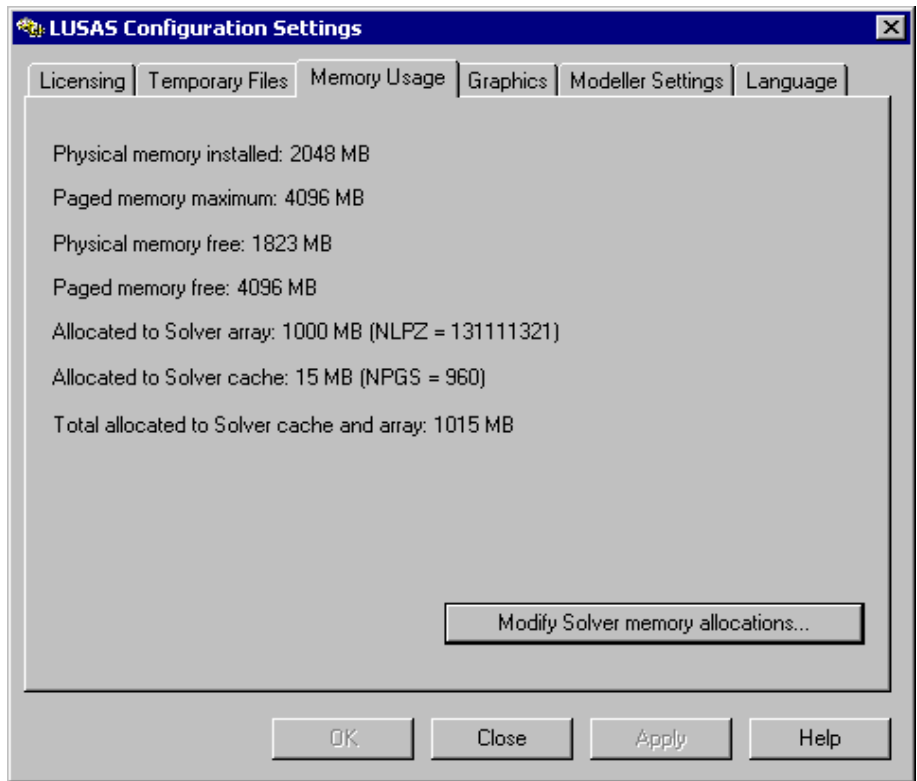 LUSAS Configuration Settings
Licensing Temporary Files Memory Usage Graphics Modeller Settings Language
Physical memory installed: 2048 MB
Paged memory maximum: 4096 MB
Physical memory free: 1823 MB
Paged memory free: 4096 MB
Allocated to Solver array: 1000 MB (NLPZ = 131111321)
Allocated to Solver cache: 15 MB (NPGS = 960)
Total allocated to Solver cache and array: 1015 MB
Modify Solver memory allocations...
OK Close Apply Help